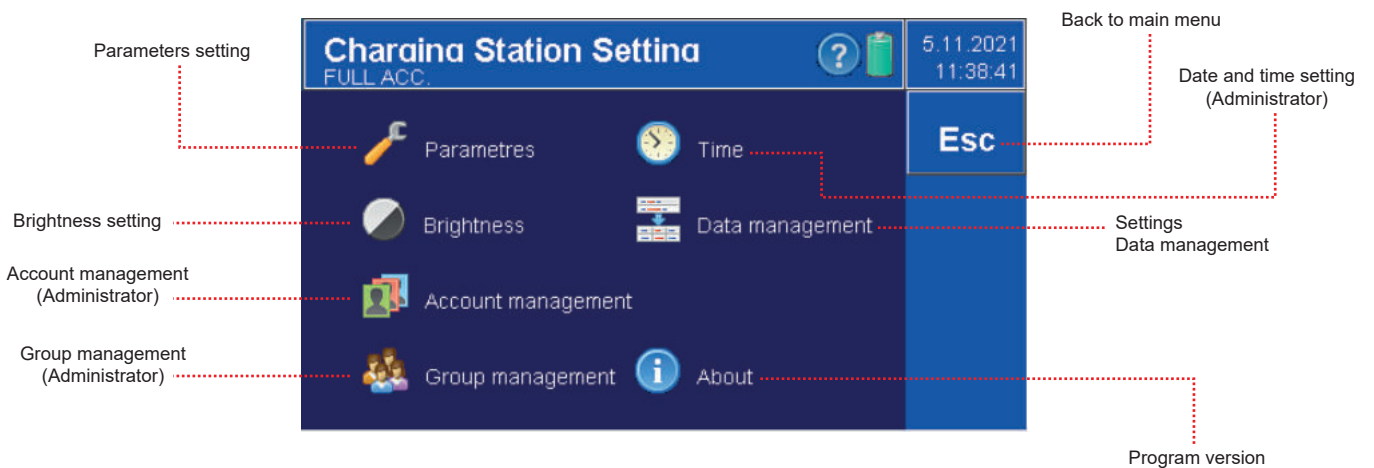 Back to main menu
Parameters setting
Charging Station Setting
FULL ACC.
?
5.11.2021
11:38:41
Date and time setting
(Administrator)
Esc
Parametres
Time
Brightness setting
Brightness
Data management
Settings
Data management
Account management
(Administrator)
Account management
Group management
(Administrator)
Group management
i
About
Program version